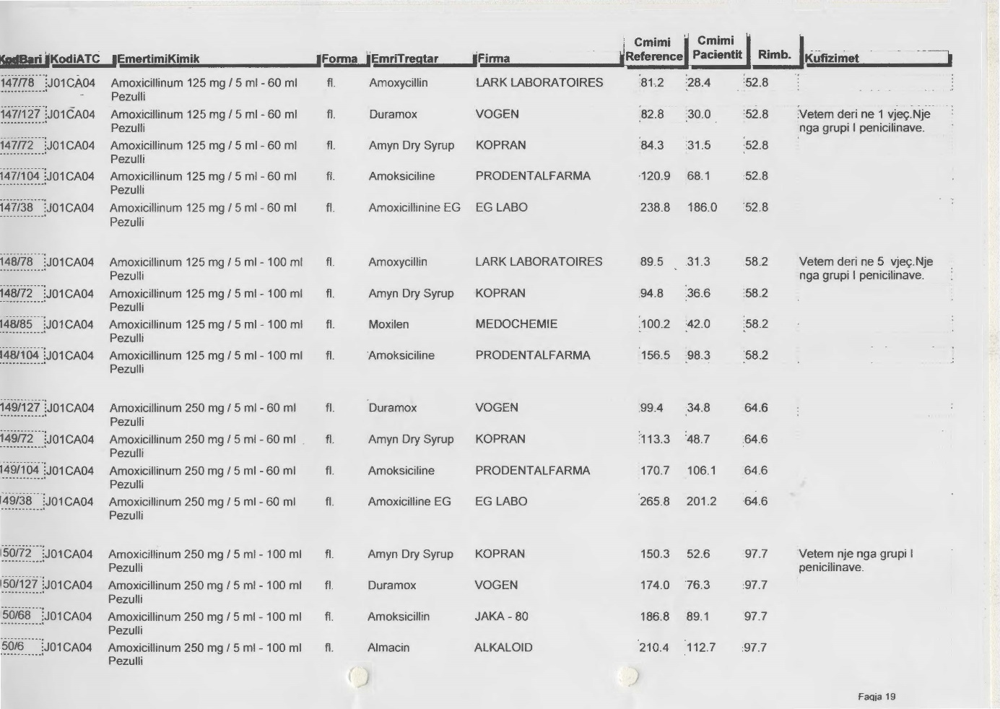 KodBari KodiATC EmertimiKimik Forma EmriTregtar Firma Cmimi Reference Cmimi Pacientit Rimb. Kufizimet
147/78 J01CA04 Amoxicillinum 125 mg / 5 ml - 60 ml fl. Amoxycillin LARK LABORATOIRES 81.2 28.4 52.8
Pezulli
147/127 J01CA04 Amoxicillinum 125 mg / 5 ml - 60 ml fl. Duramox VOGEN 82.8 30.0 52.8 Vetem deri ne 1 vjeç.Nje
Pezulli nga grupi I penicilinave.
147/72 J01CA04 Amoxicillinum 125 mg / 5 ml - 60 ml fl. Amyn Dry Syrup KOPRAN 84.3 31.5 52.8
Pezulli
147/104 J01CA04 Amoxicillinum 125 mg / 5 ml - 60 ml fl. Amoksiciline PRODENTALFARMA 120.9 68.1 52.8
Pezulli
147/38 J01CA04 Amoxicillinum 125 mg / 5 ml - 60 ml fl. Amoxicillinine EG EG LABO 238.8 186.0 52.8
Pezulli
148/78 J01CA04 Amoxicillinum 125 mg / 5 ml - 100 ml fl. Amoxycillin LARK LABORATOIRES 89.5 31.3 58.2 Vetem deri ne 5 vjeç.Nje
Pezulli nga grupi I penicilinave.
148/72 J01CA04 Amoxicillinum 125 mg / 5 ml - 100 ml fl. Amyn Dry Syrup KOPRAN 94.8 36.6 58.2
Pezulli
148/85 J01CA04 Amoxicillinum 125 mg / 5 ml - 100 ml fl. Moxilen MEDOCHEMIE 100.2 42.0 58.2
Pezulli
148/104 J01CA04 Amoxicillinum 125 mg / 5 ml - 100 ml fl. Amoksiciline PRODENTALFARMA 156.5 98.3 58.2
Pezulli
149/127 J01CA04 Amoxicillinum 250 mg / 5 ml - 60 ml fl. Duramox VOGEN 99.4 34.8 64.6
Pezulli
149/72 J01CA04 Amoxicillinum 250 mg / 5 ml - 60 ml fl. Amyn Dry Syrup KOPRAN 113.3 48.7 64.6
Pezulli
149/104 J01CA04 Amoxicillinum 250 mg / 5 ml - 60 ml fl. Amoksiciline PRODENTALFARMA 170.7 106.1 64.6
Pezulli
149/38 J01CA04 Amoxicillinum 250 mg / 5 ml - 60 ml fl. Amoxicilline EG EG LABO 265.8 201.2 64.6
Pezulli
150/72 J01CA04 Amoxicillinum 250 mg / 5 ml - 100 ml fl. Amyn Dry Syrup KOPRAN 150.3 52.6 97.7 Vetem nje nga grupi I
Pezulli penicilinave.
150/127 J01CA04 Amoxicillinum 250 mg / 5 ml - 100 ml fl. Duramox VOGEN 174.0 76.3 97.7
Pezulli
50/68 J01CA04 Amoxicillinum 250 mg / 5 ml - 100 ml fl. Amoksicillin JAKA - 80 186.8 89.1 97.7
Pezulli
50/6 J01CA04 Amoxicillinum 250 mg / 5 ml - 100 ml fl. Almacin ALKALOID 210.4 112.7 97.7
Pezulli
Faqja 19